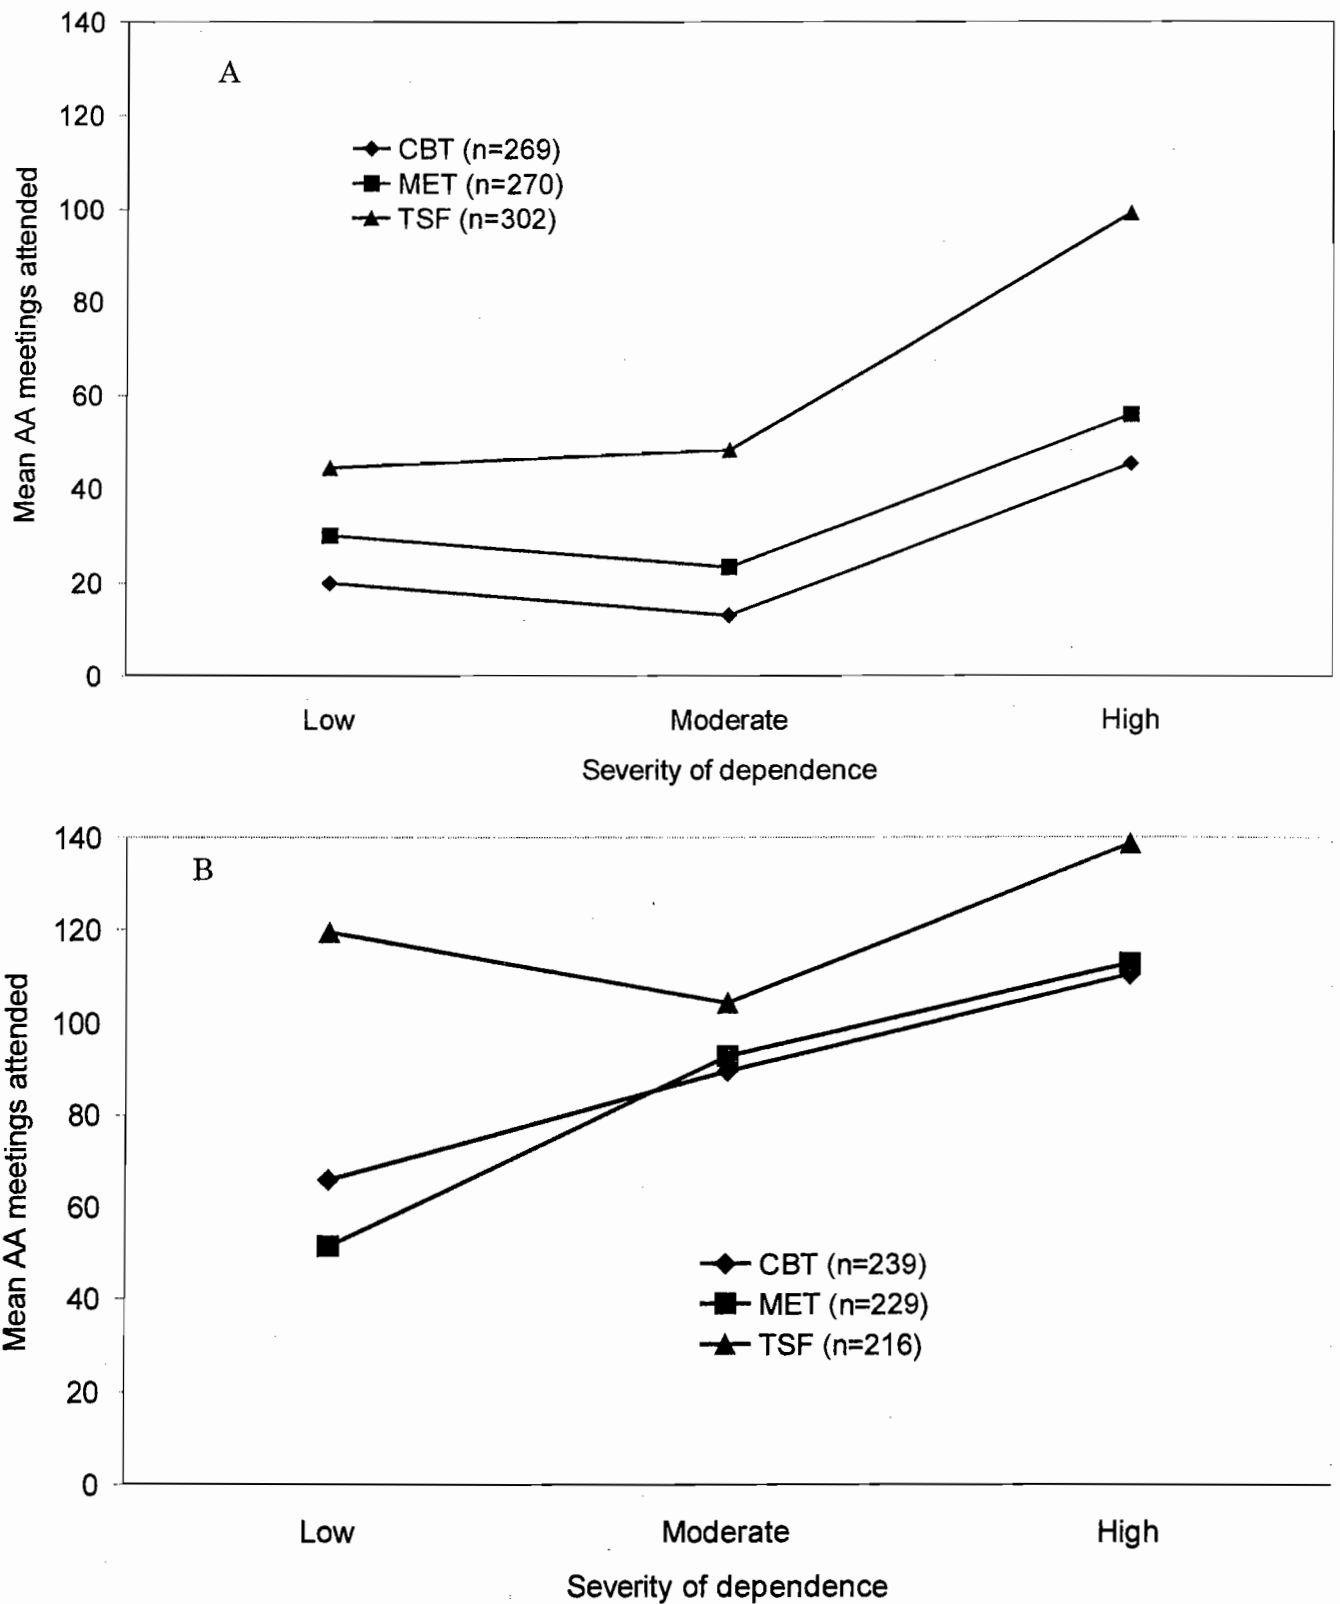 140
A
120
CBT (n=269)
MET (n=270)
100
TSF (n=302)
80
60
40
20
0
Mean AA meetings attended
Low Moderate High
Severity of dependence
140
B
120
100
80
60
CBT (n=239)
40
MET (n=229)
TSF (n=216)
20
0
Mean AA meetings attended
Low Moderate High
Severity of dependence